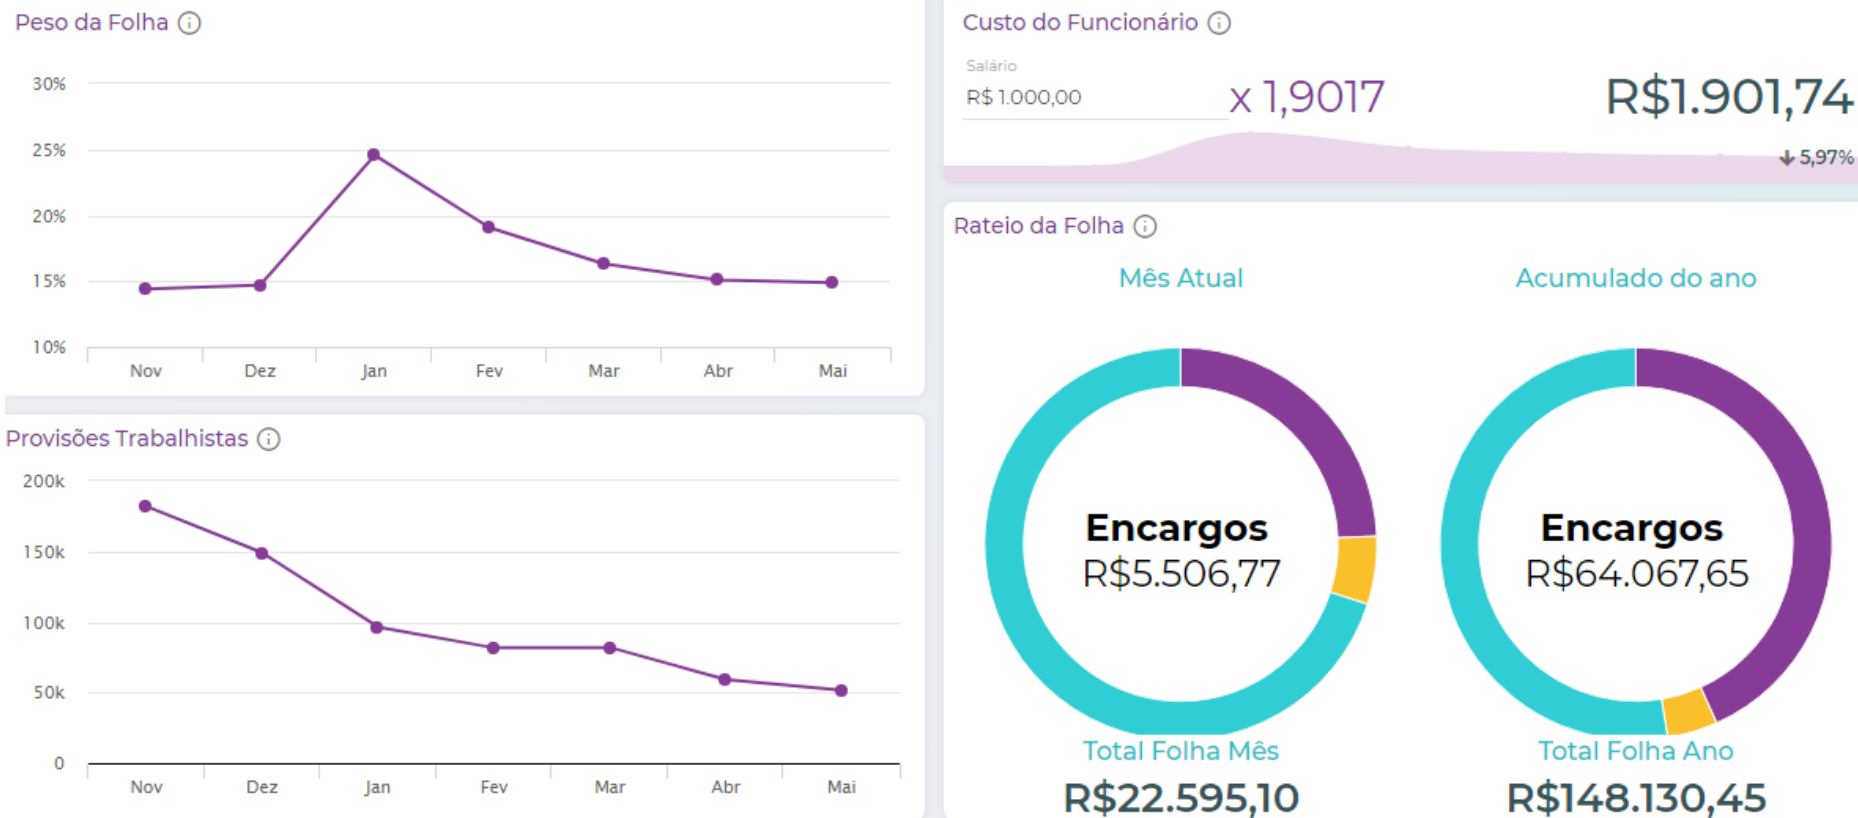 Peso da Folha
30%
25%
20%
15%
10%
Nov Dez Jan Fev Mar Abr Mai
Provisões Trabalhistas
200k
150k
100k
50k
0
Nov Dez Jan Fev Mar Abr Mai
Custo do Funcionário
Salário
R$ 1.000,00
x 1,9017
R$1.901,74
5,97%
Rateio da Folha
Mês Atual
Encargos
R$5.506,77
Total Folha Mês
R$22.595,10
Acumulado do ano
Encargos
R$64.067,65
Total Folha Ano
R$148.130,45